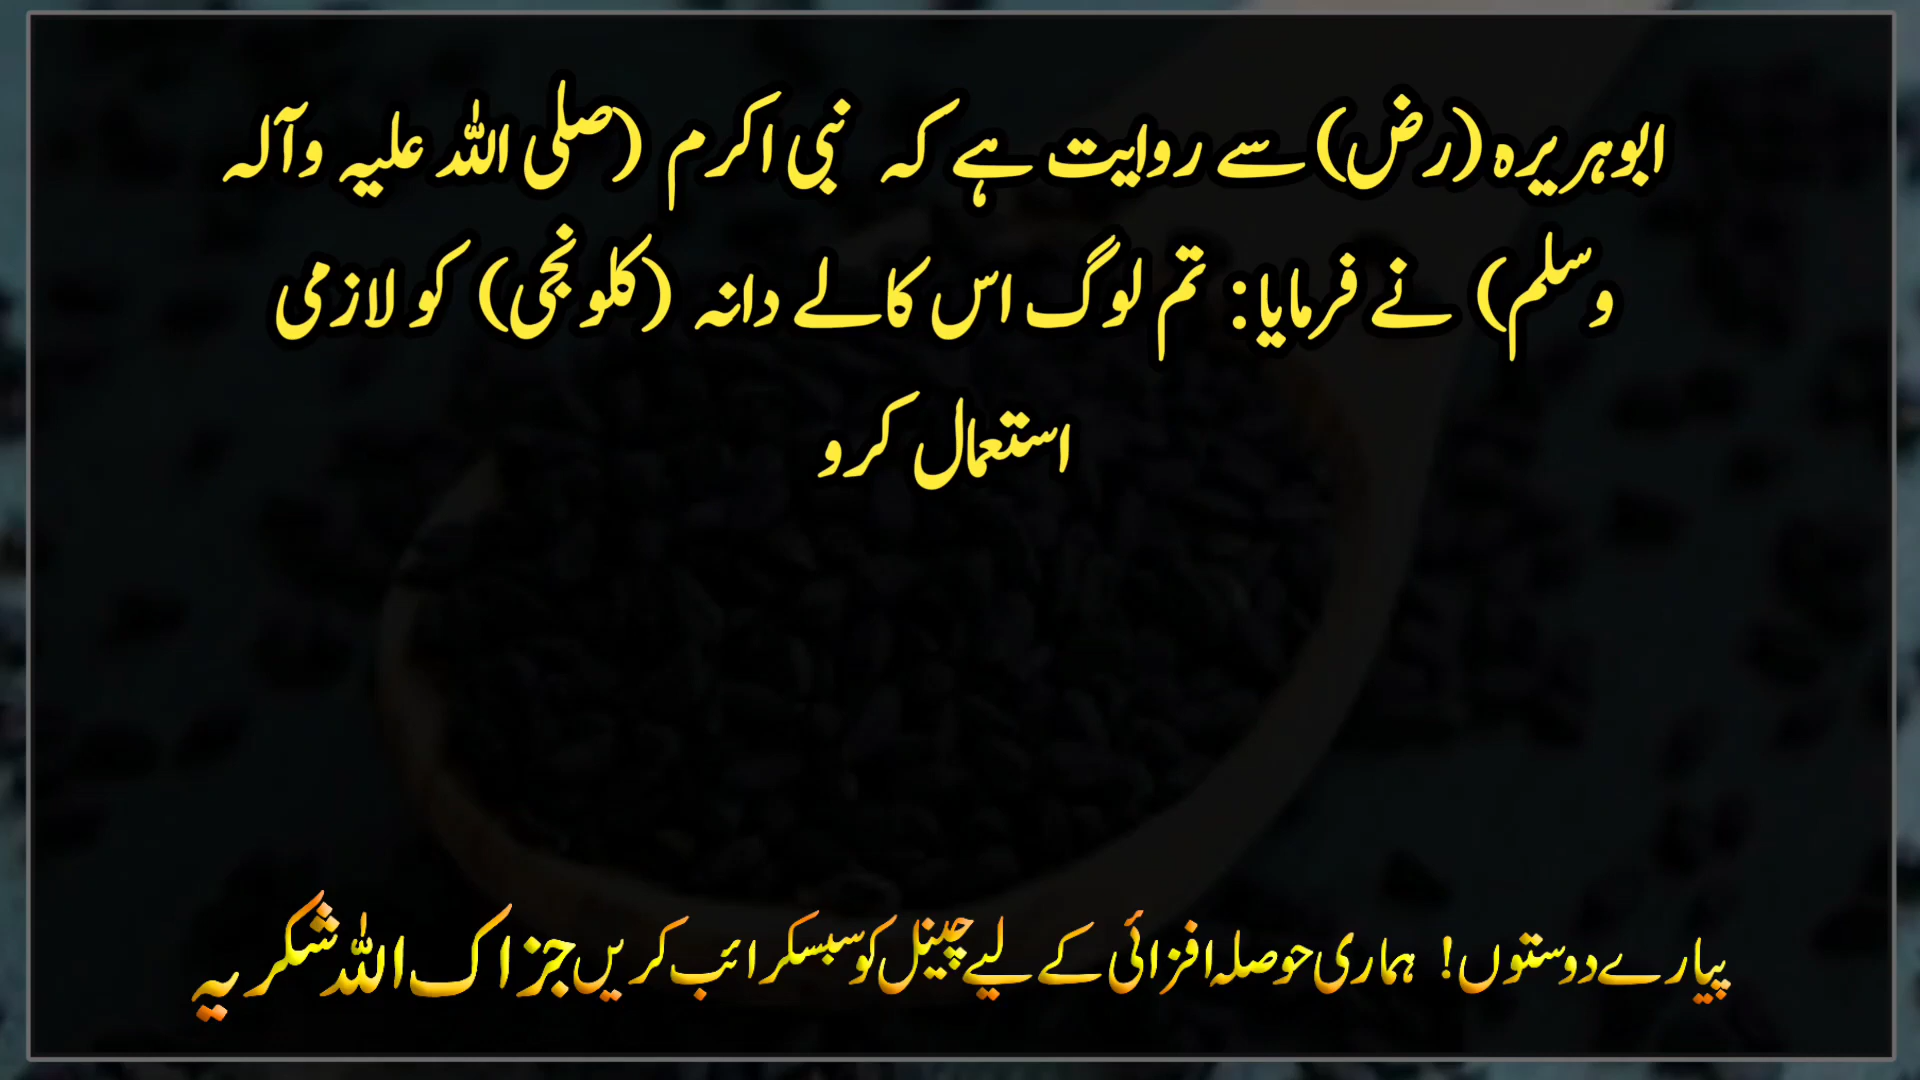 ابوہریرہ (رض) سے روایت ہے کہ نبی اکرم (صلی اللہ علیہ وآلہ
وسلم) نے فرمایا: تم لوگ اس کالے دانہ (کلونجی) کو لازمی
استعمال کرو
پیارے دوستوں! ہماری حوصلہ افزائی کے لیے چینل کو سبسکرائب کریں جزاک اللہ شکریہ